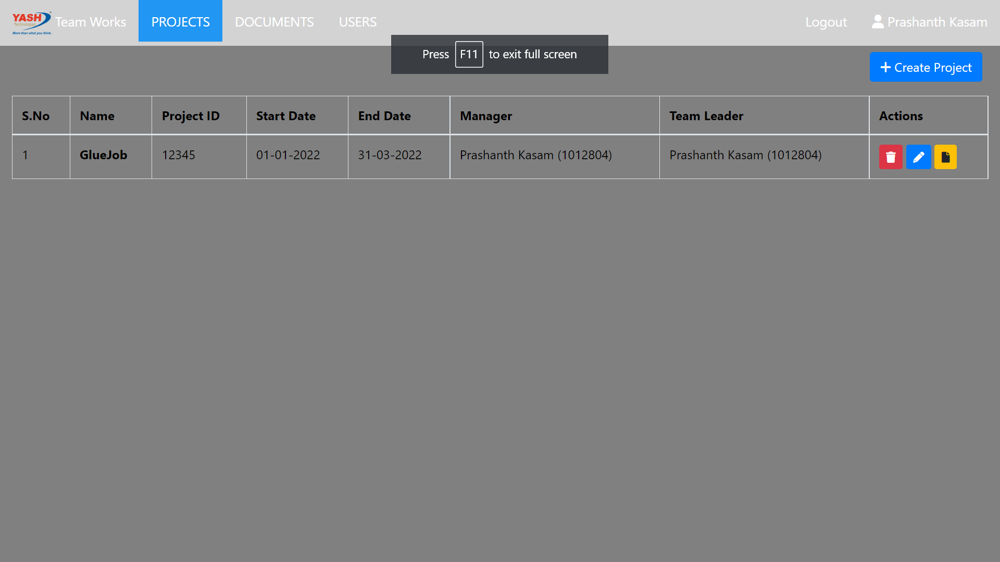 YASH Technologies More than what you think. Team Works PROJECTS DOCUMENTS USERS Logout Prashanth Kasam
Press F11 to exit full screen
Create Project
S.No Name Project ID Start Date End Date Manager Team Leader Actions
1 GlueJob 12345 01-01-2022 31-03-2022 Prashanth Kasam (1012804) Prashanth Kasam (1012804)